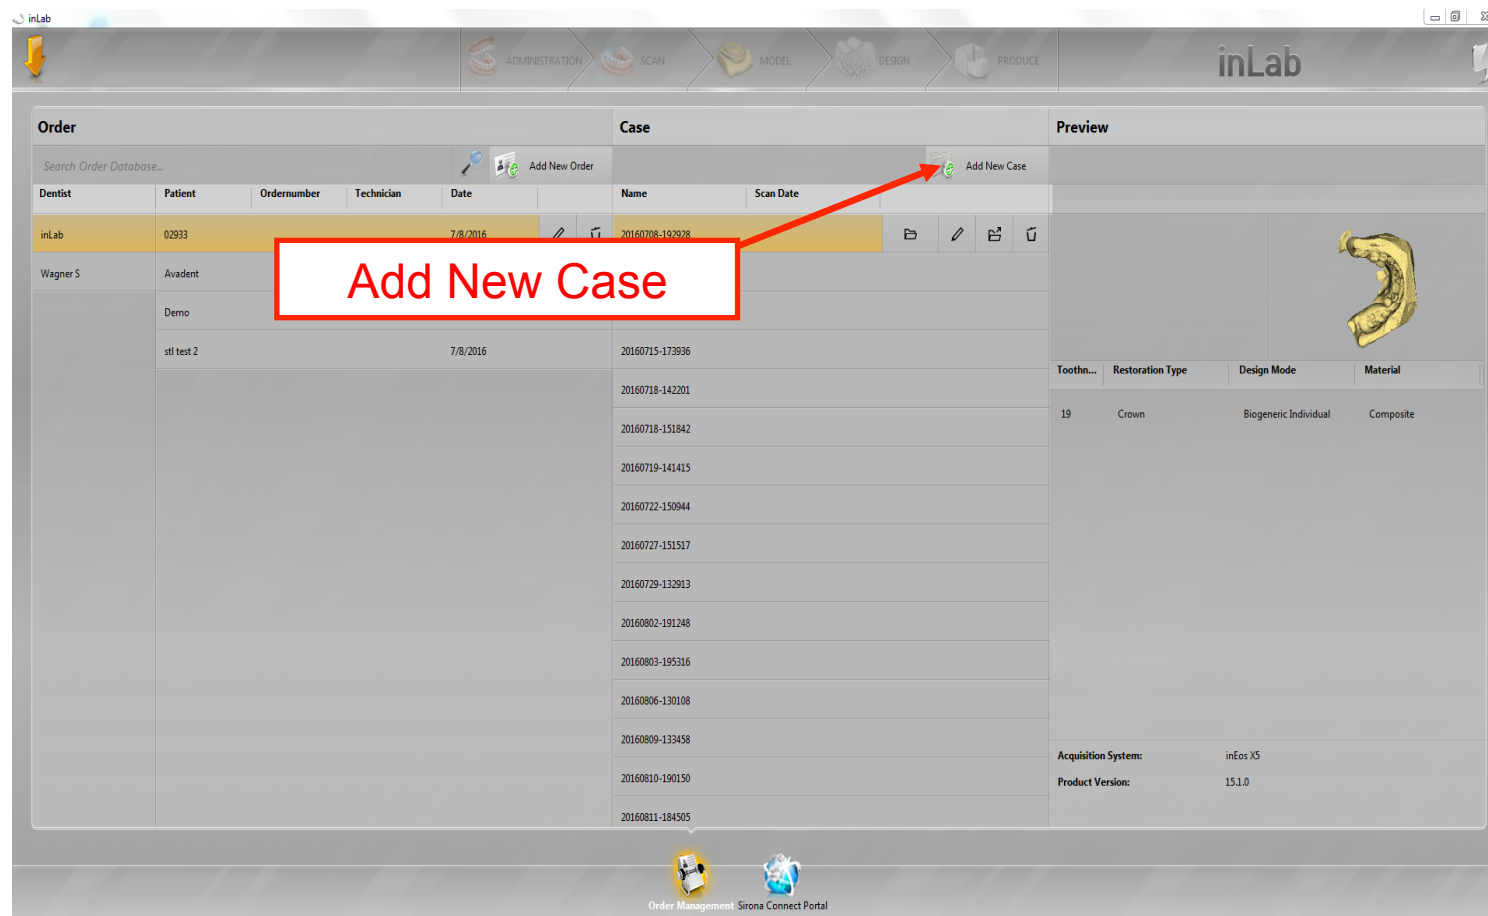 inLab
ADMINISTRATION SCAN MODEL DESIGN PRODUCE inLab
Order Case Preview
Search Order Database... Add New Order Add New Case
Dentist Patient Ordernumber Technician Date Name Scan Date
inLab 02933 7/8/2016 20160708-192928
Add New Case
Wagner S Avadent
Demo
stl test 2 7/8/2016 20160715-173936
Toothn... Restoration Type Design Mode Material
20160718-142201
19 Crown Biogeneric Individual Composite
20160718-151842
20160719-141415
20160722-150944
20160727-151517
20160729-132913
20160802-191248
20160803-195316
20160806-130108
20160809-133458
Acquisition System: inEos X5
20160810-190150
Product Version: 15.1.0
20160811-184505
Order Management Sirona Connect Portal